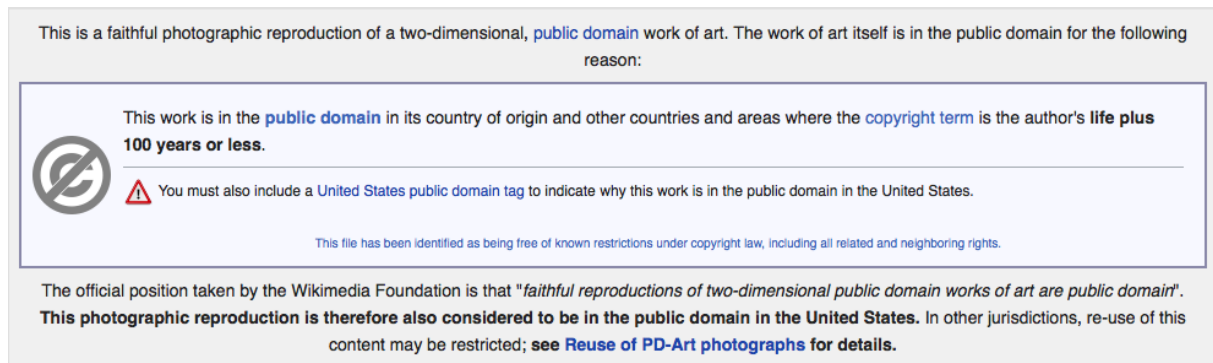 This is a faithful photographic reproduction of a two-dimensional, public domain work of art. The work of art itself is in the public domain for the following
reason:
This work is in the public domain in its country of origin and other countries and areas where the copyright term is the author's life plus
100 years or less.
You must also include a United States public domain tag to indicate why this work is in the public domain in the United States.
This file has been identified as being free of known restrictions under copyright law, including all related and neighboring rights.
The official position taken by the Wikimedia Foundation is that "faithful reproductions of two-dimensional public domain works of art are public domain".
This photographic reproduction is therefore also considered to be in the public domain in the United States. In other jurisdictions, re-use of this
content may be restricted; see Reuse of PD-Art photographs for details.